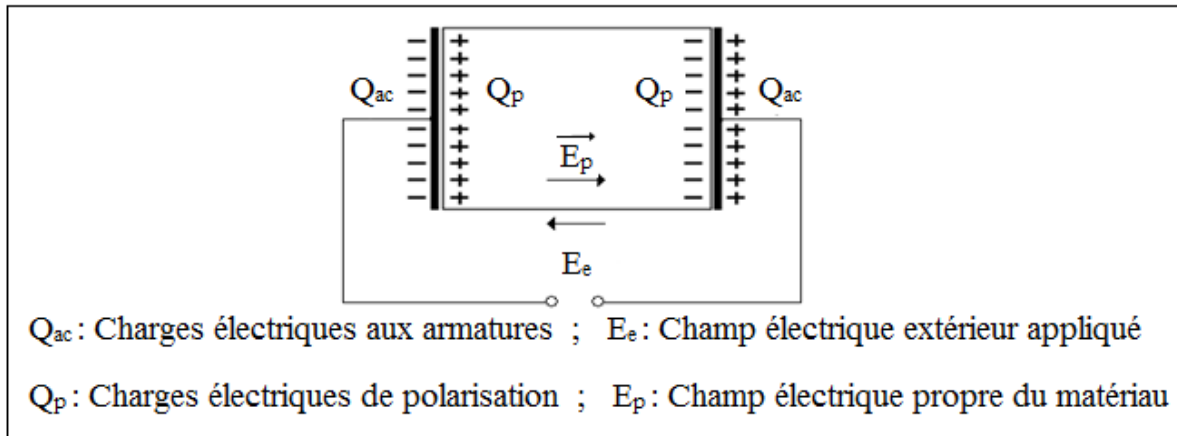 − + − +
− + − +
− + − +
Qac − + Qp Qp − + Qac
− + − +
− + − +
− + − +
− + Ep − +
− + − +
− + − +
Ee
Qac : Charges électriques aux armatures ; Ee : Champ électrique extérieur appliqué
Qp : Charges électriques de polarisation ; Ep : Champ électrique propre du matériau